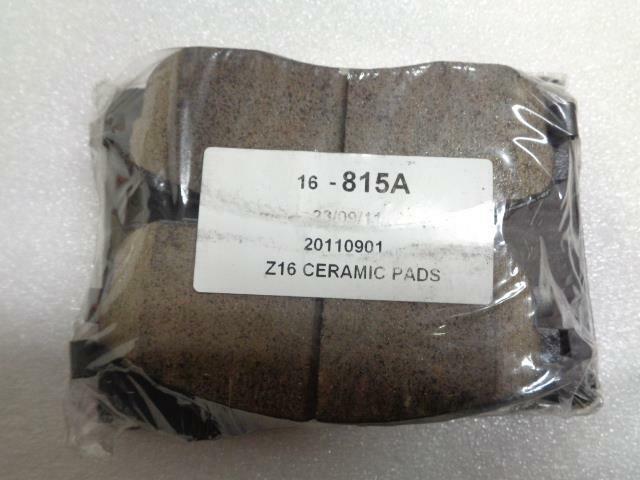 16 - 815A
23/09/11
20110901
Z16 CERAMIC PADS